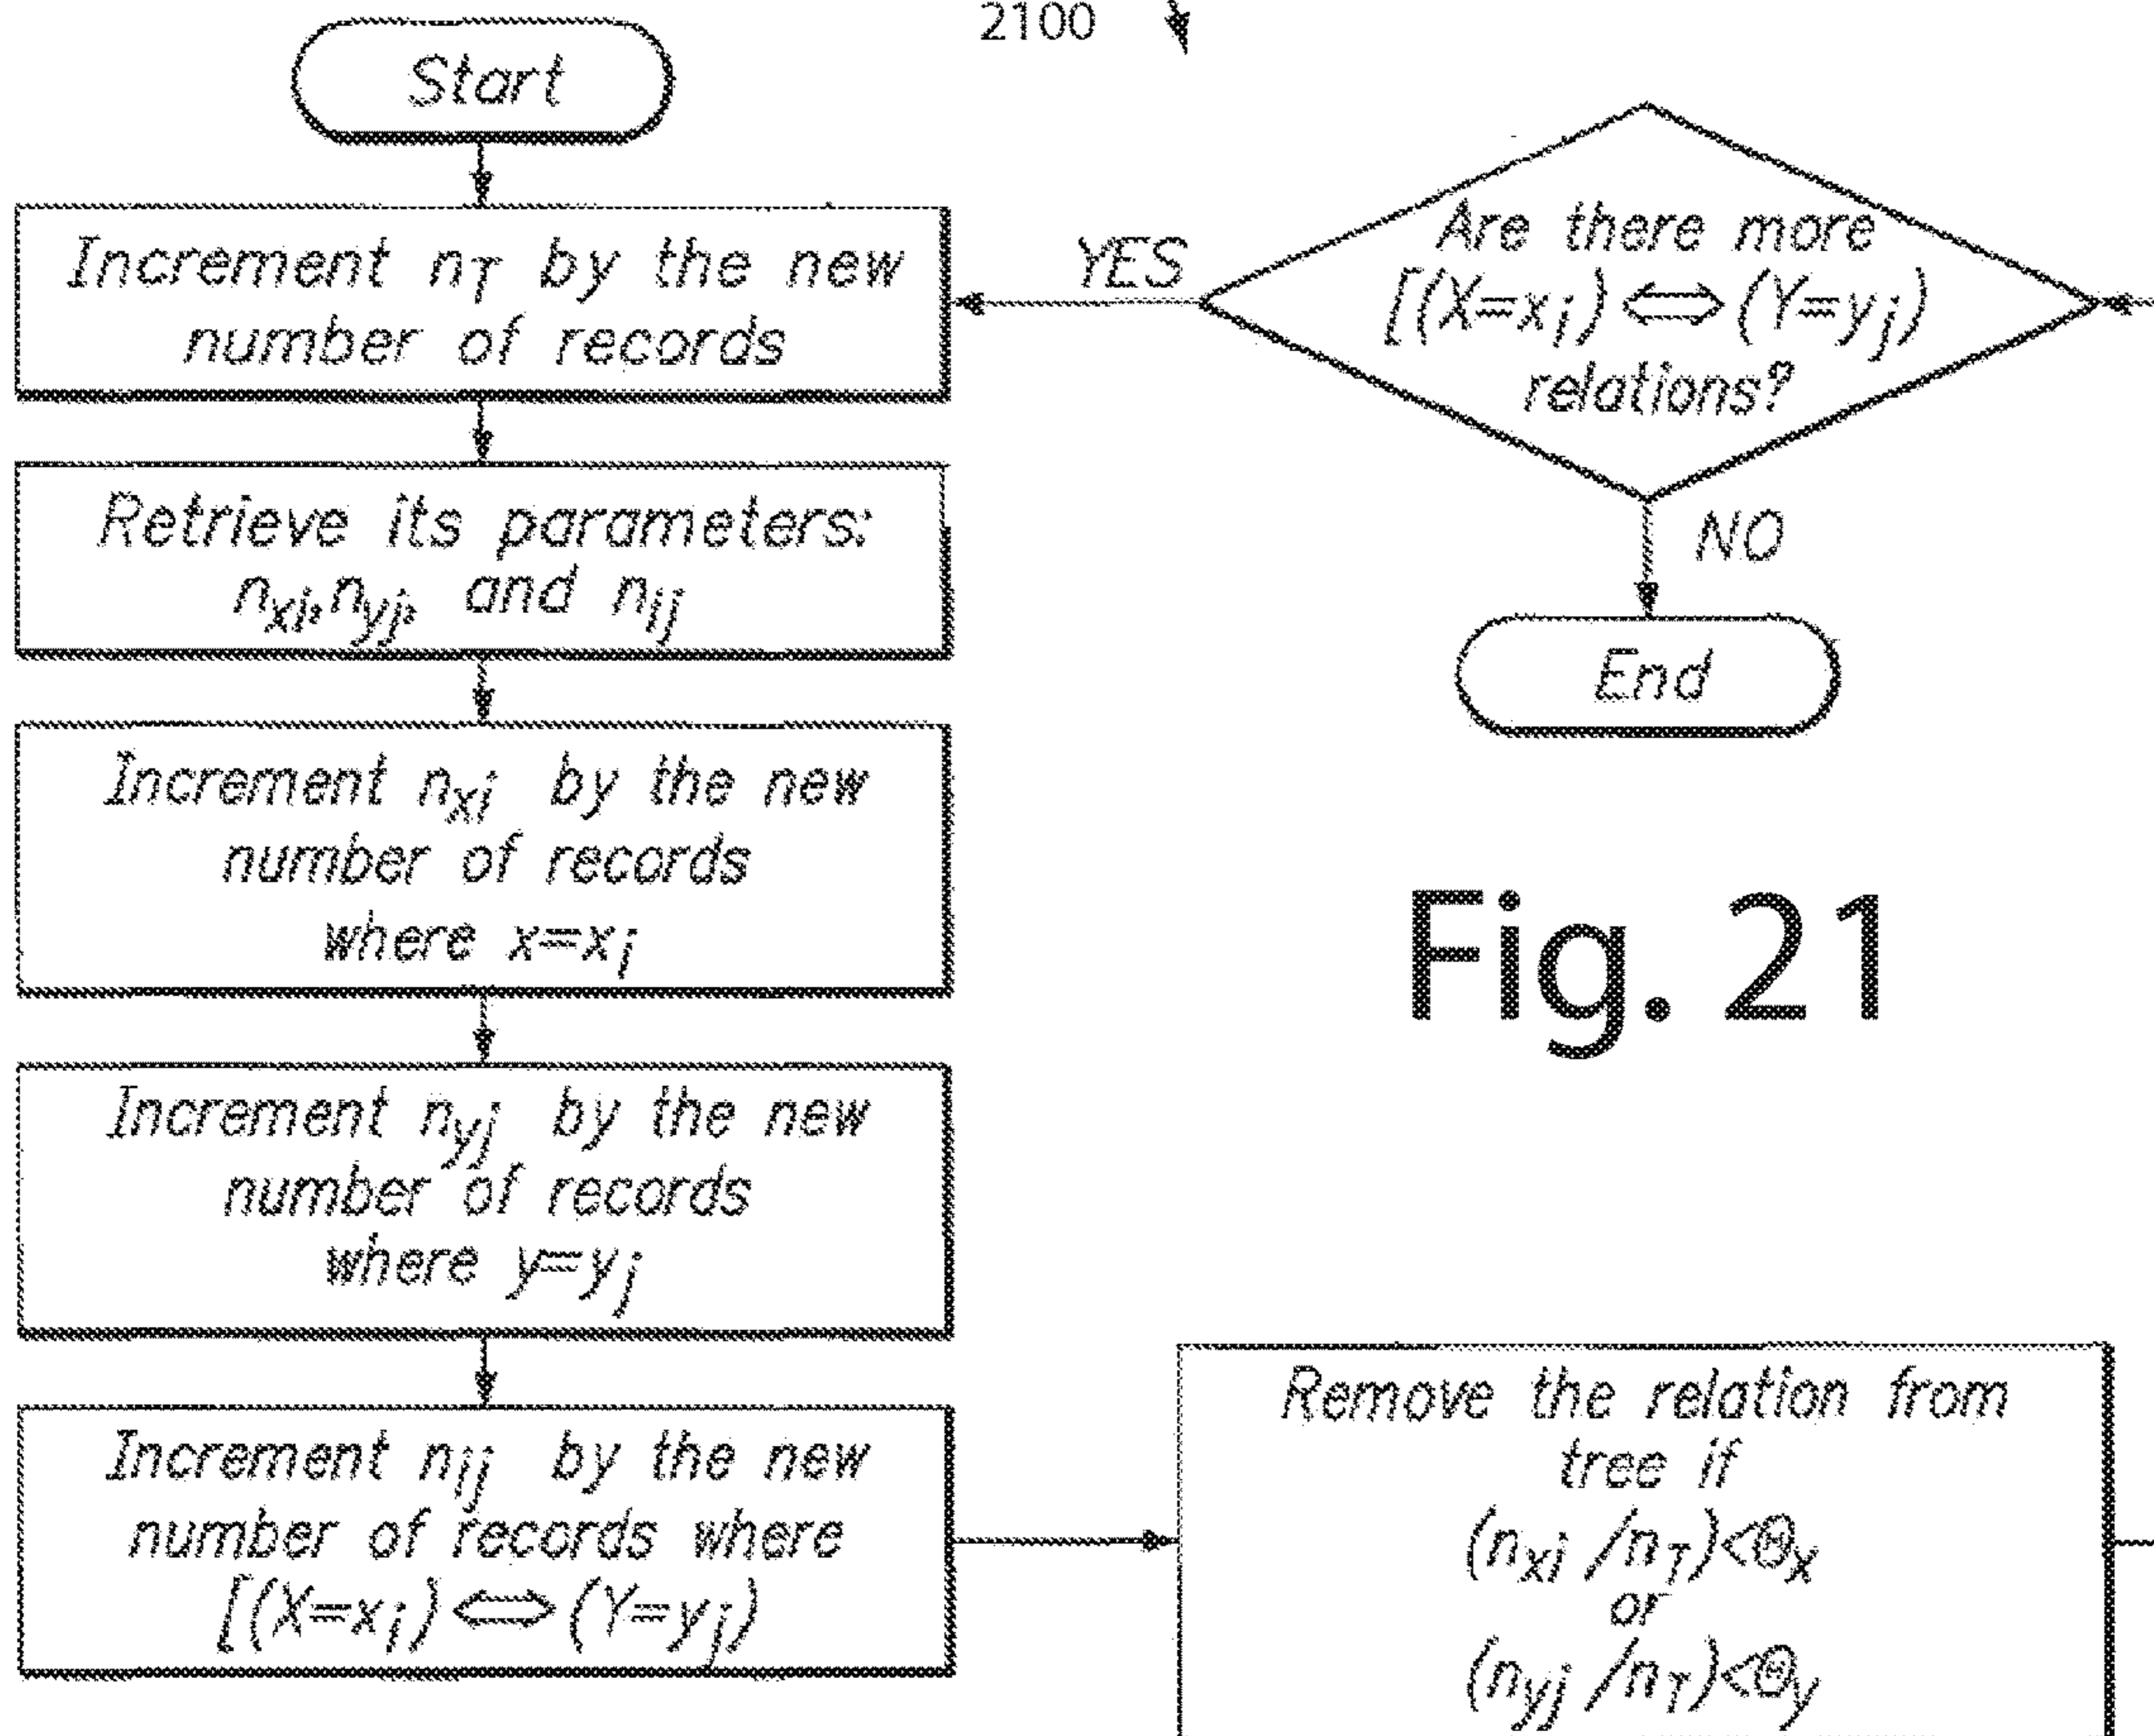 2100
Start
Increment n_T by the new
number of records
Retrieve its parameters:
n_xi, n_yj, and n_ij
Increment n_xi by the new
number of records
where x=x_i
Increment n_yj by the new
number of records
where y=y_j
Increment n_ij by the new
number of records where
[(X=x_i)⇔(Y=y_j)
Remove the relation from
tree if
(n_xi /n_T)<Θ_x
or
(n_yj /n_T)<Θ_y
Are there more
[(X=x_i)⇔(Y=y_j)
relations?
YES
NO
End
Fig. 21